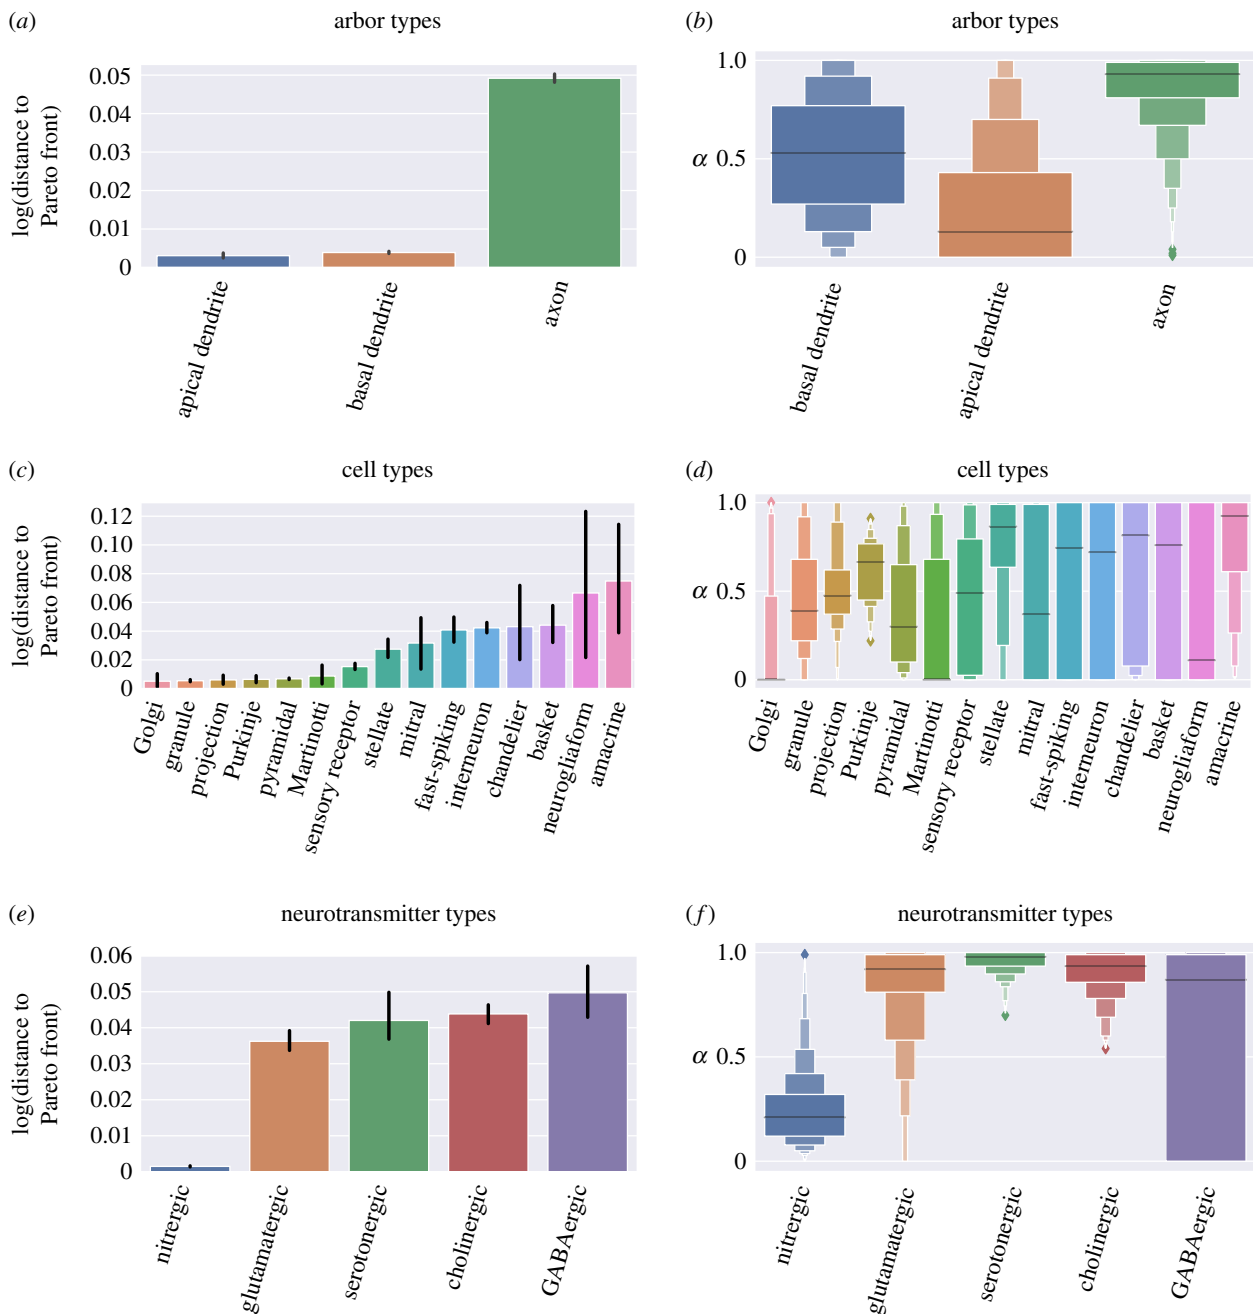 (a)
arbor types
log(distance to
Pareto front)
0.05
0.04
0.03
0.02
0.01
0
apical dendrite
basal dendrite
axon
(b)
arbor types
α
1.0
0.5
0
basal dendrite
apical dendrite
axon
(c)
cell types
log(distance to
Pareto front)
0.12
0.10
0.08
0.06
0.04
0.02
0
Golgi
granule
projection
Purkinje
pyramidal
Martinotti
sensory receptor
stellate
mitral
fast-spiking
interneuron
chandelier
basket
neurogliaform
amacrine
(d)
cell types
α
1.0
0.5
0
Golgi
granule
projection
Purkinje
pyramidal
Martinotti
sensory receptor
stellate
mitral
fast-spiking
interneuron
chandelier
basket
neurogliaform
amacrine
(e)
neurotransmitter types
log(distance to
Pareto front)
0.06
0.05
0.04
0.03
0.02
0.01
0
nitrergic
glutamatergic
serotonergic
cholinergic
GABAergic
(f)
neurotransmitter types
α
1.0
0.5
0
nitrergic
glutamatergic
serotonergic
cholinergic
GABAergic